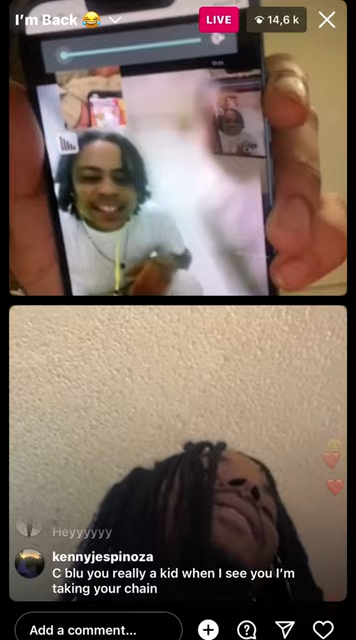 I'm Back 😂
LIVE
14,6 k
Heyyyyyy
kennyjespinoza
C blu you really a kid when I see you I'm
taking your chain
Add a comment...